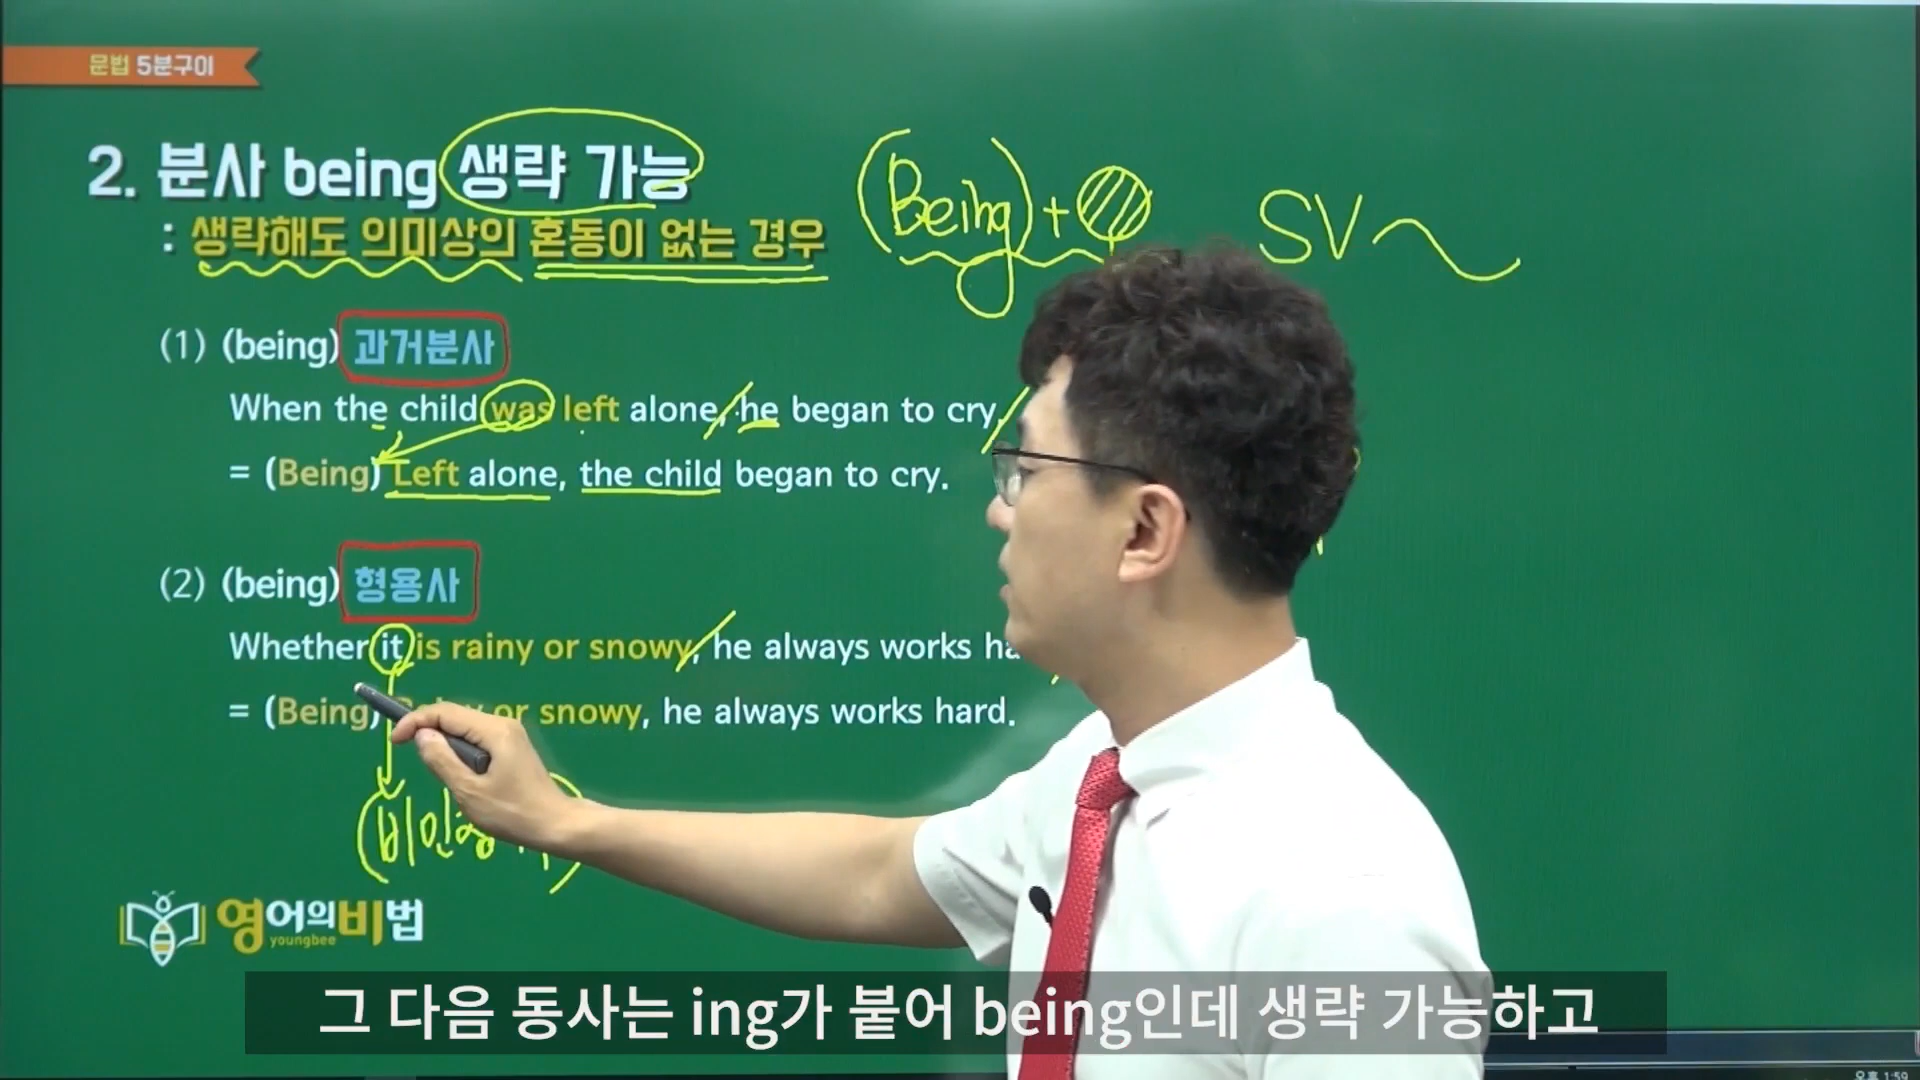 문법 5분구이
2. 분사 being 생략 가능
: 생략해도 의미상의 혼동이 없는 경우
(Being) + SV~
(1) (being) 과거분사
When the child was left alone, he began to cry.
= (Being) Left alone, the child began to cry.
(2) (being) 형용사
Whether it is rainy or snowy, he always works
= (Being) or snowy, he always works hard.
영어의비법
youngbee
그 다음 동사는 ing가 붙어 being인데 생략 가능하고
오후 1:59